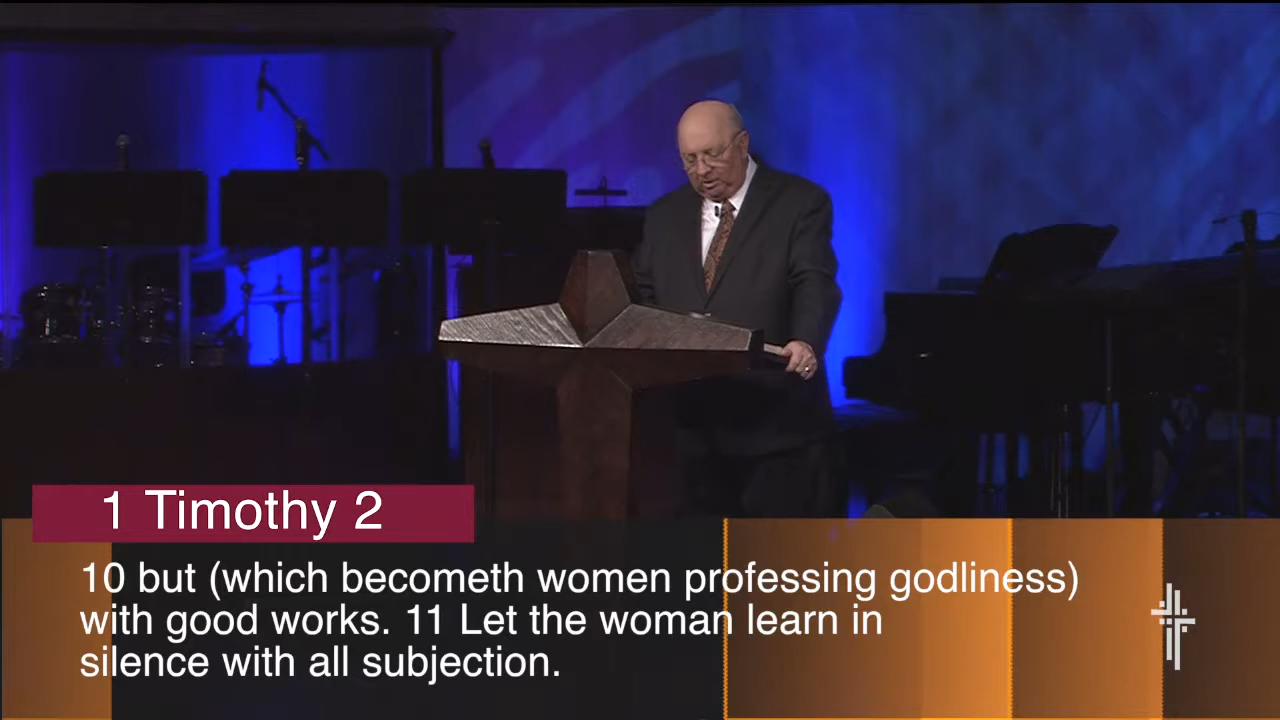 1 Timothy 2
10 but (which becometh women professing godliness)
with good works. 11 Let the woman learn in
silence with all subjection.